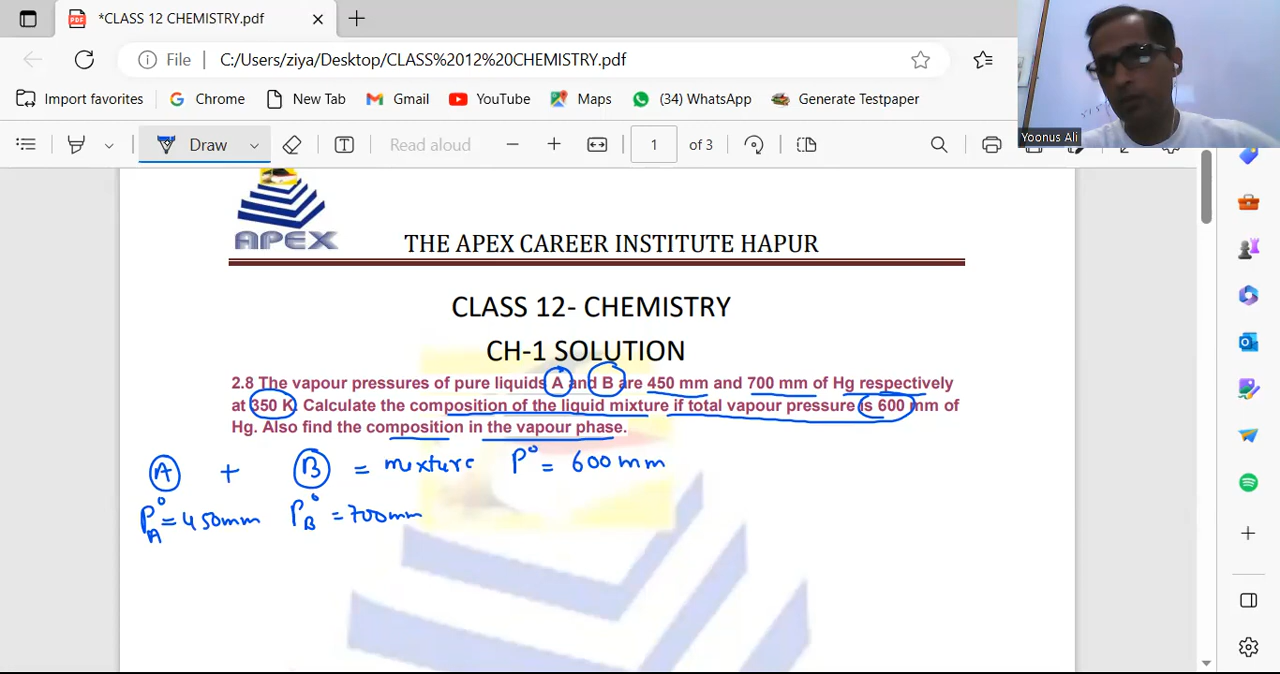 *CLASS 12 CHEMISTRY.pdf
File C:/Users/ziya/Desktop/CLASS%2012%20CHEMISTRY.pdf
Import favorites Chrome New Tab Gmail YouTube Maps (34) WhatsApp Generate Testpaper
Draw Read aloud 1 of 3
Yoonus Ali
APEX
THE APEX CAREER INSTITUTE HAPUR
CLASS 12- CHEMISTRY
CH-1 SOLUTION
2.8 The vapour pressures of pure liquids A and B are 450 mm and 700 mm of Hg respectively
at 350 K. Calculate the composition of the liquid mixture if total vapour pressure is 600 mm of
Hg. Also find the composition in the vapour phase.
A + B = mexture P° = 600 mm
P°A = 450mm P°B = 700mm